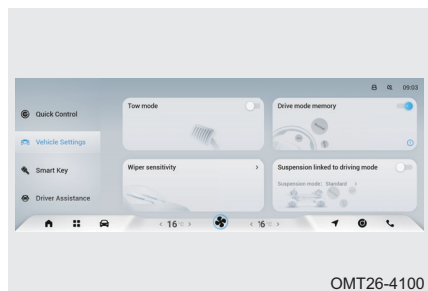 09:03
Quick Control
Vehicle Settings
Smart Key
Driver Assistance
Tow mode
Drive mode memory
Wiper sensitivity
Suspension linked to driving mode
Suspension mode: Standard
16 °C
16 °C
OMT26-4100